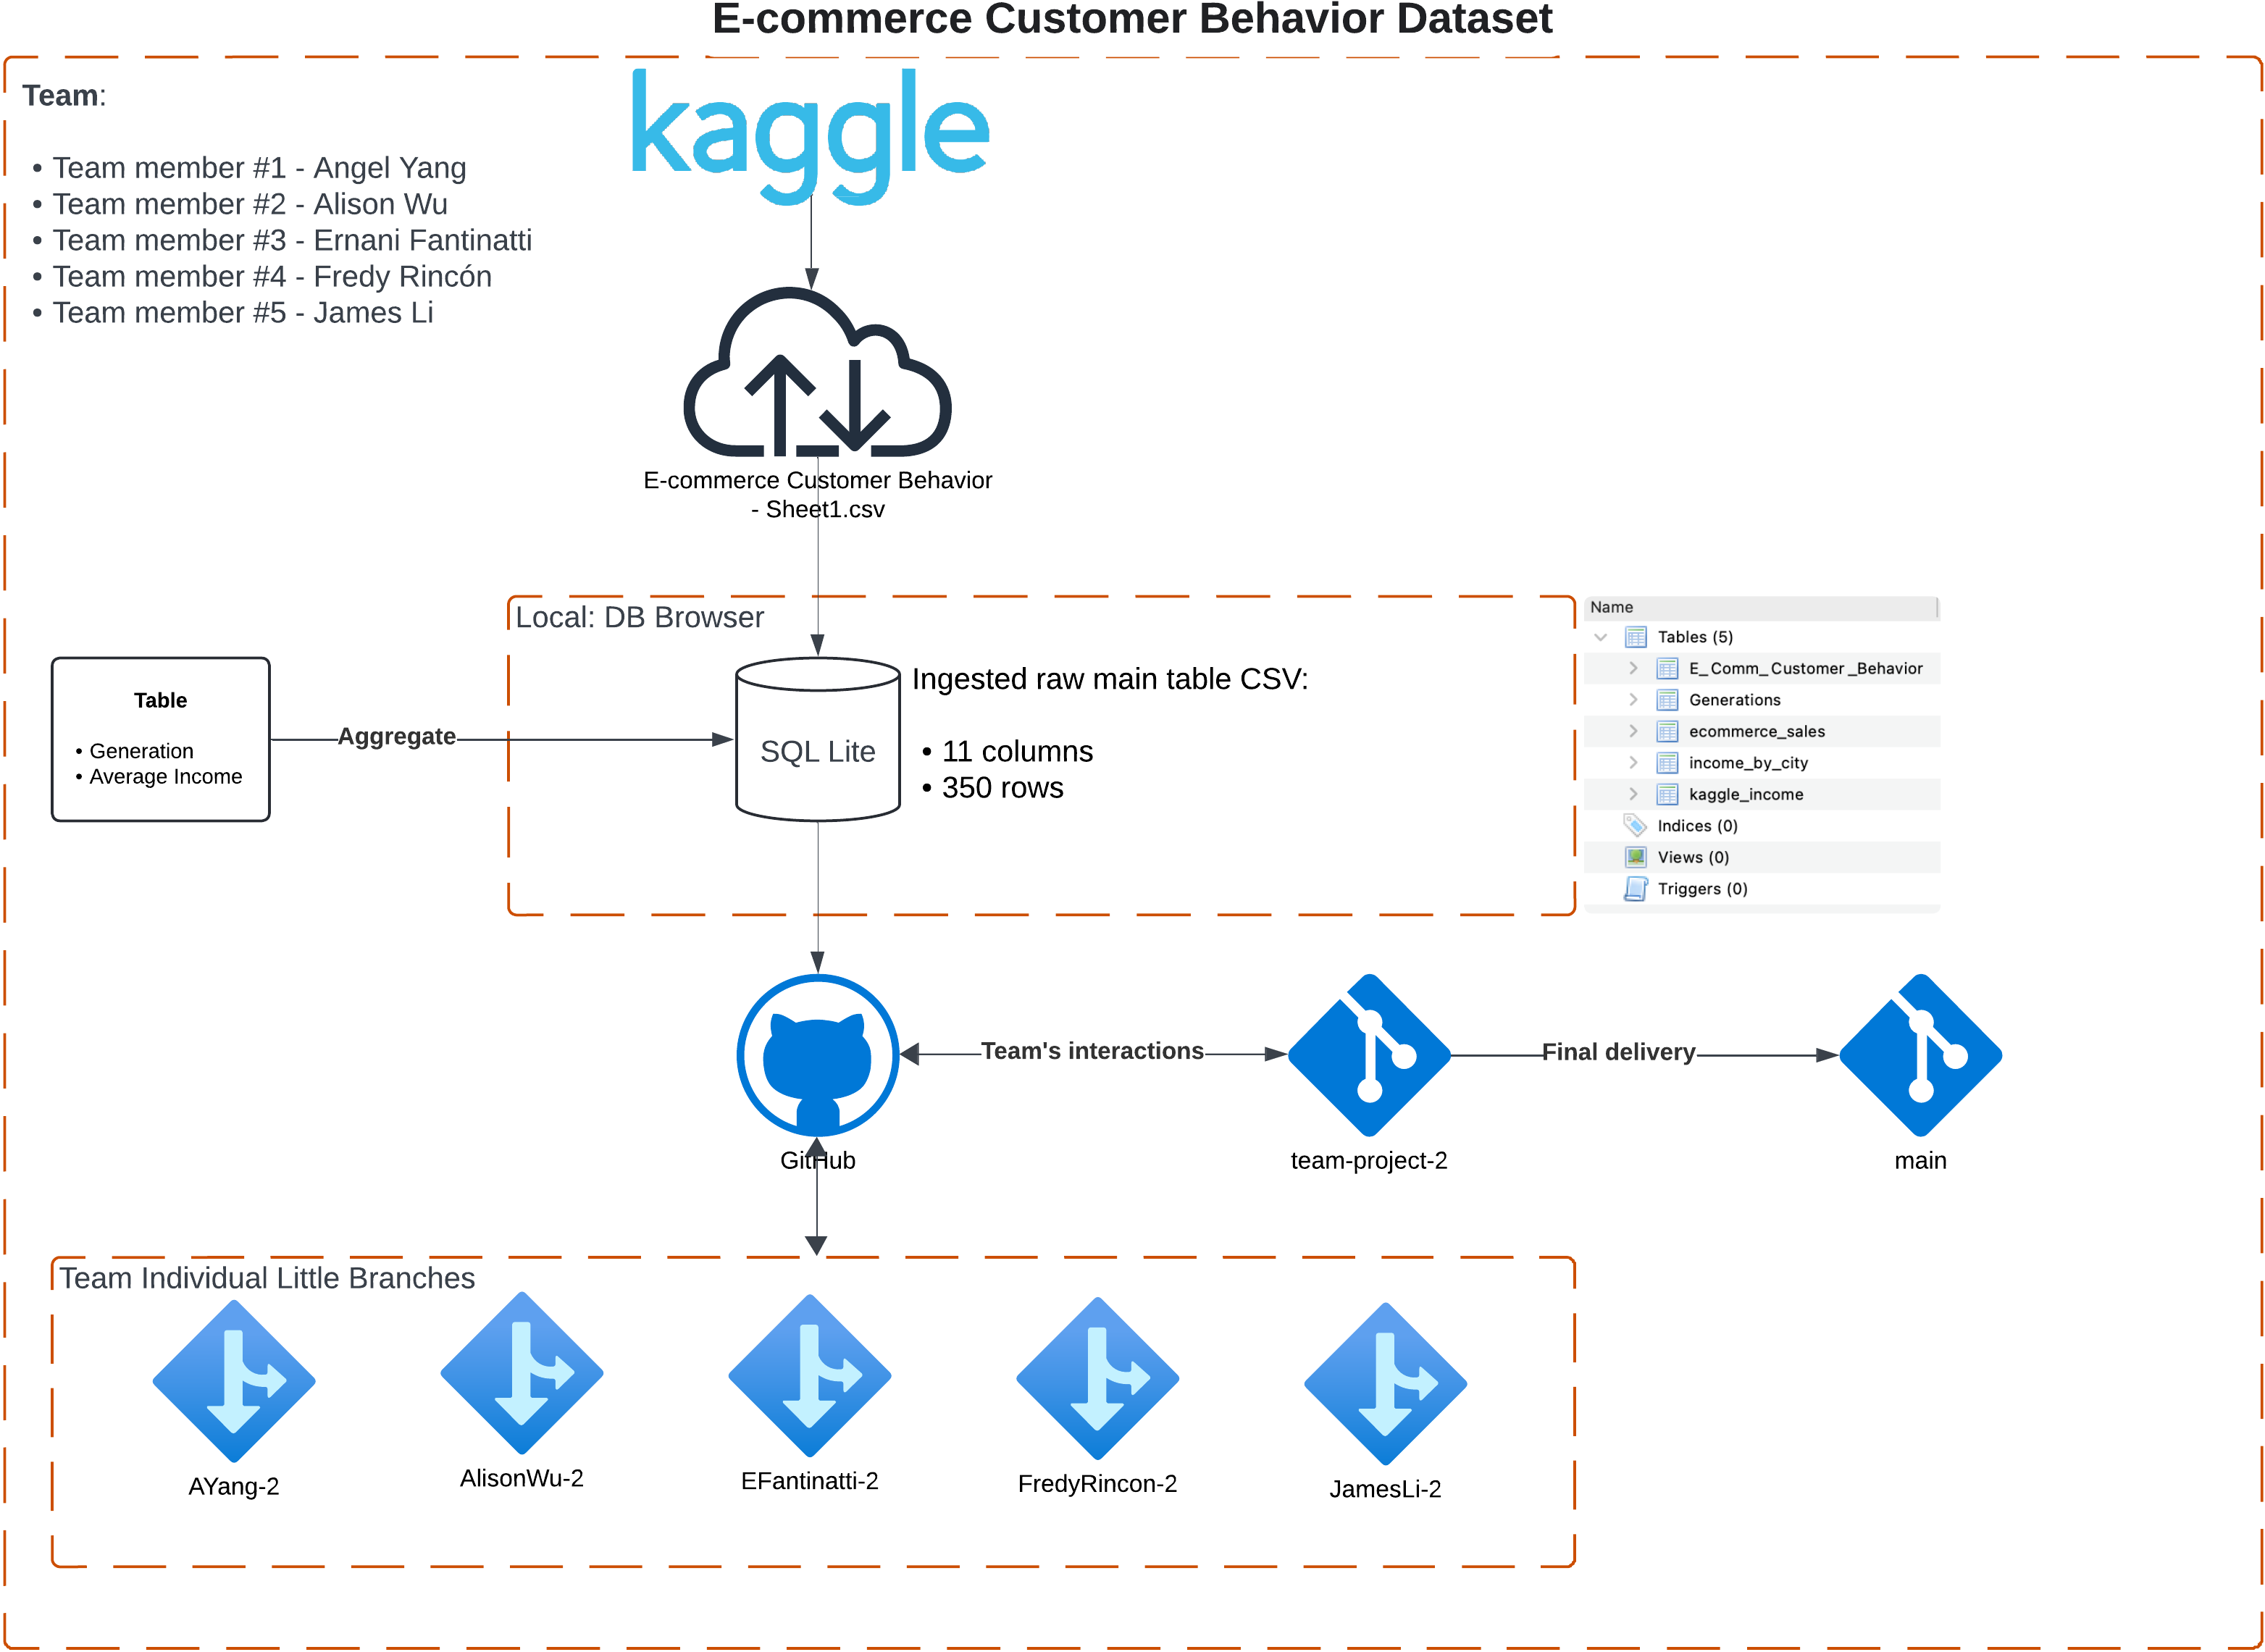 E-commerce Customer Behavior Dataset
Team:
• Team member #1 - Angel Yang
• Team member #2 - Alison Wu
• Team member #3 - Ernani Fantinatti
• Team member #4 - Fredy Rincón
• Team member #5 - James Li
kaggle
E-commerce Customer Behavior
- Sheet1.csv
Local: DB Browser
Table
• Generation
• Average Income
Aggregate
SQL Lite
Ingested raw main table CSV:
• 11 columns
• 350 rows
Name
Tables (5)
E_Comm_Customer_Behavior
Generations
ecommerce_sales
income_by_city
kaggle_income
Indices (0)
Views (0)
Triggers (0)
Team's interactions
Final delivery
GitHub
team-project-2
main
Team Individual Little Branches
AYang-2
AlisonWu-2
EFantinatti-2
FredyRincon-2
JamesLi-2